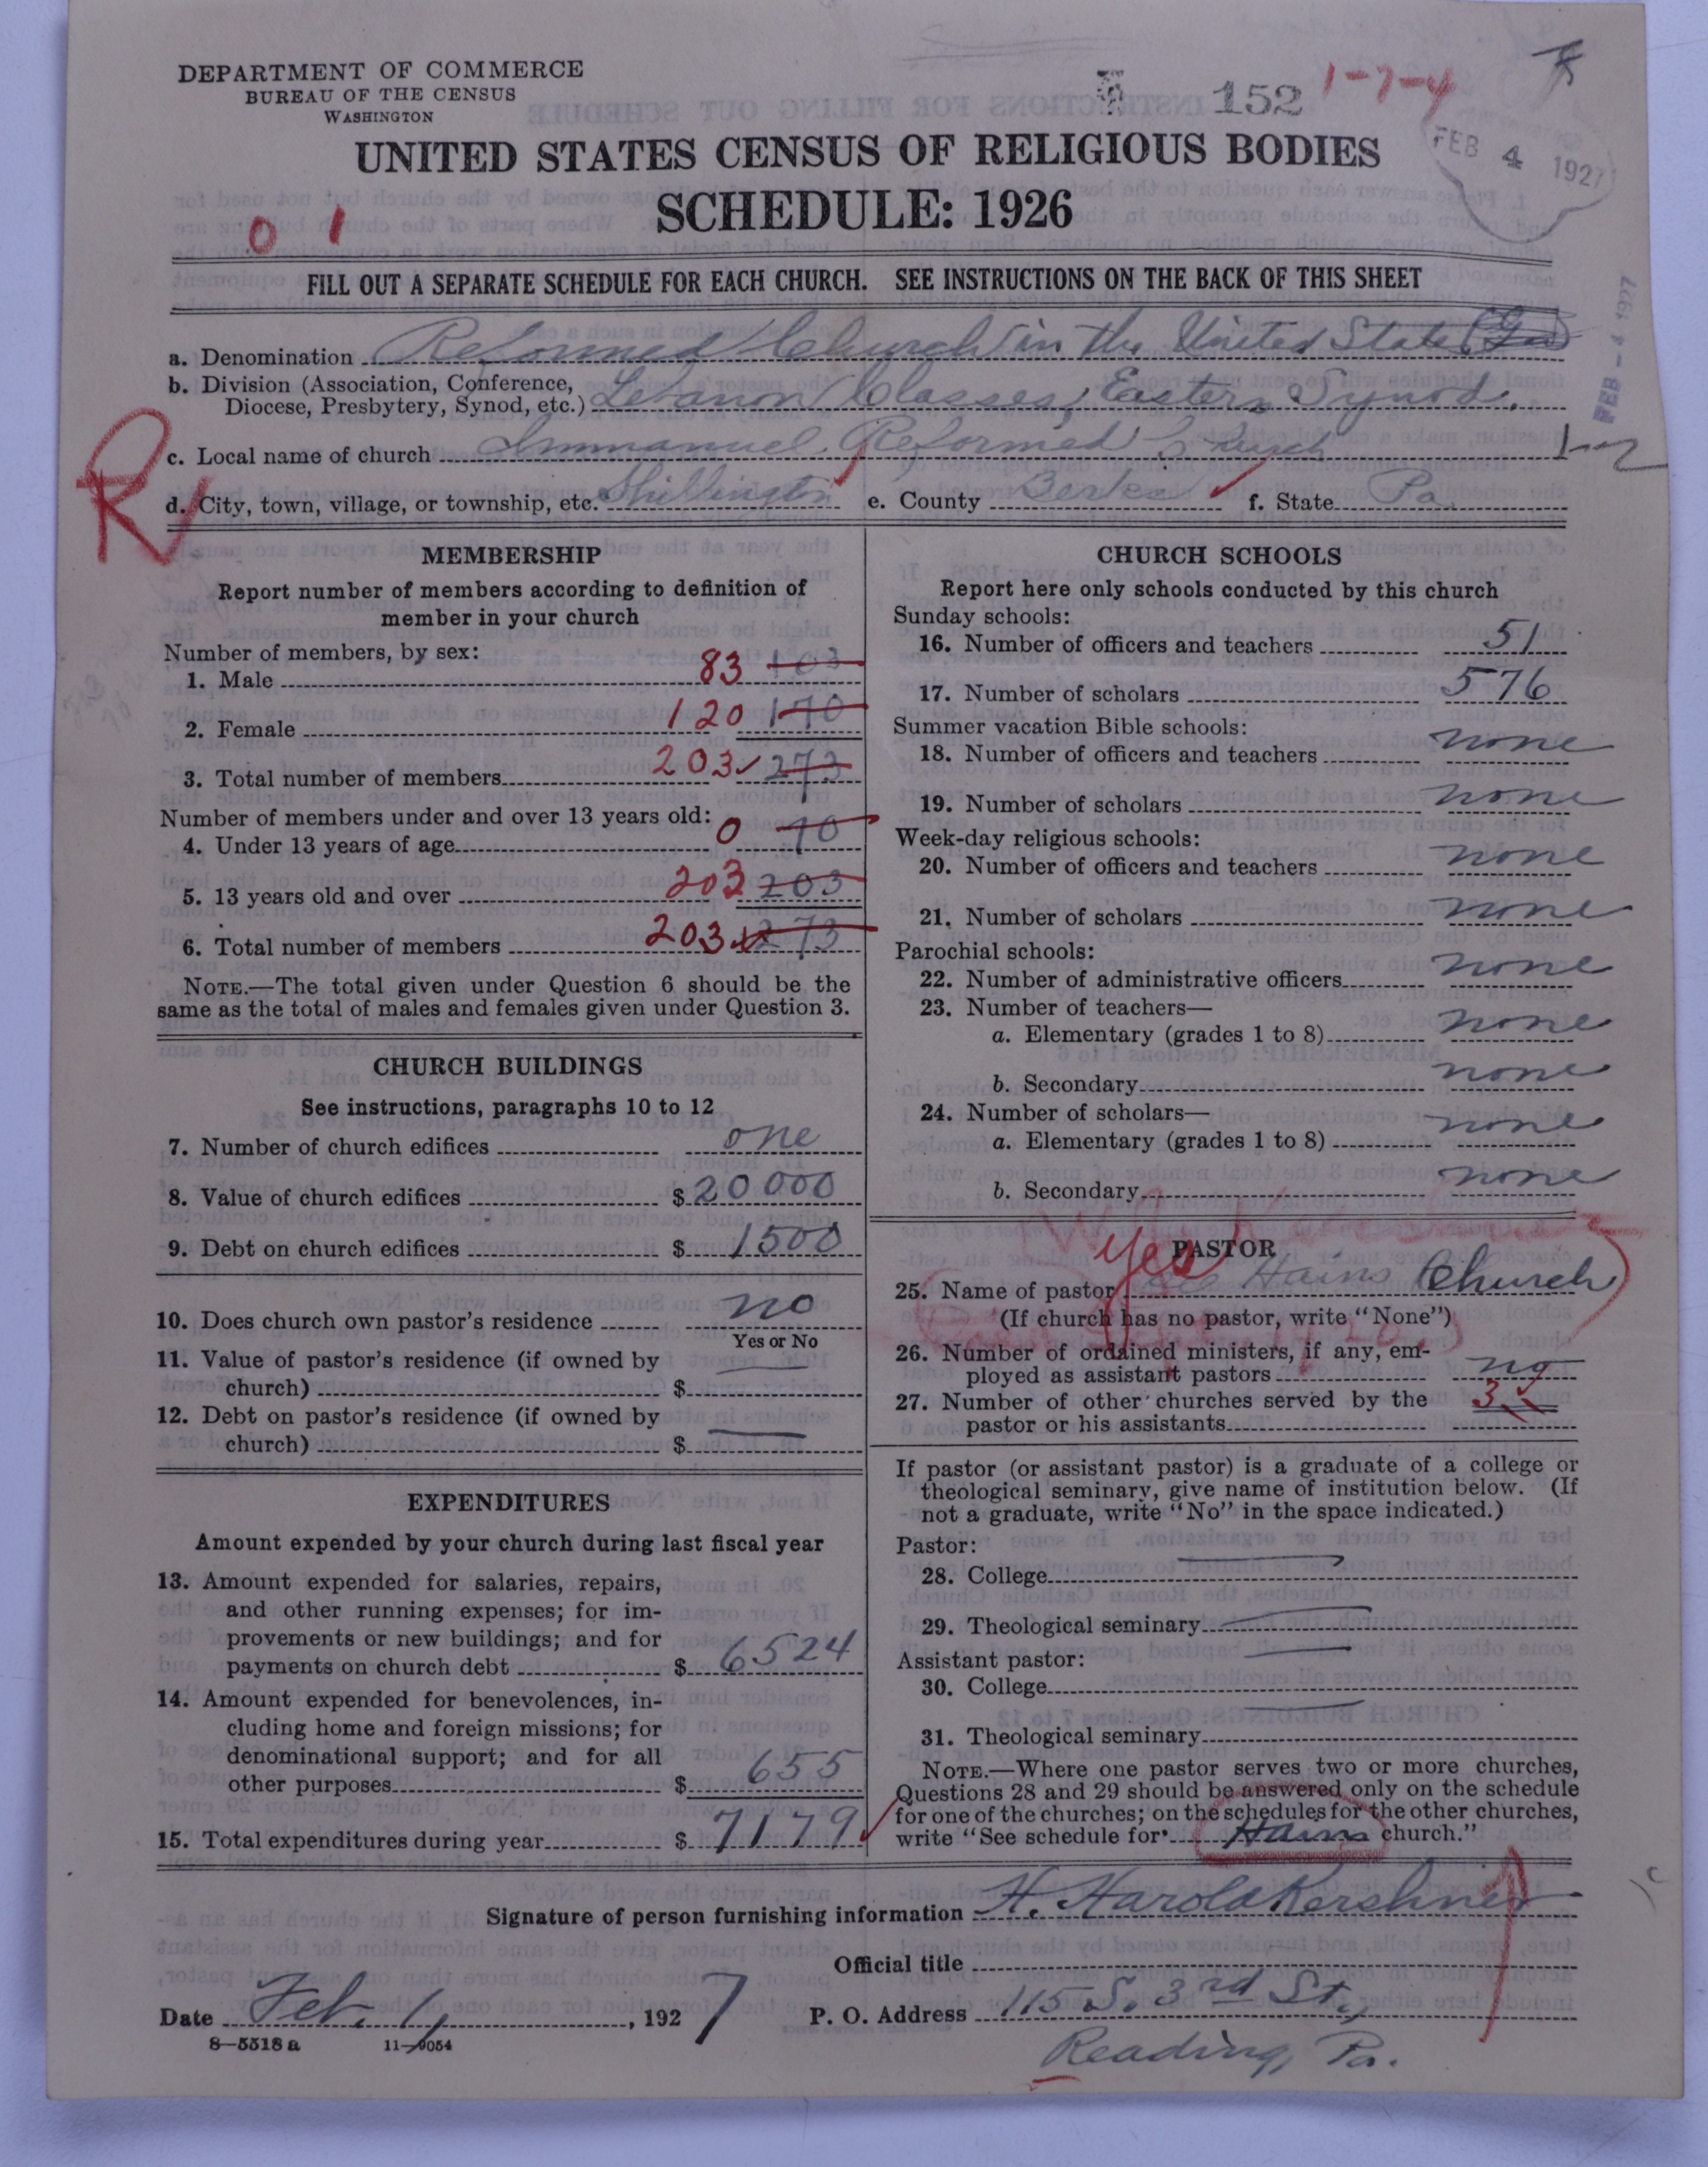 DEPARTMENT OF COMMERCE
BUREAU OF THE CENSUS
WASHINGTON
152 1-7-4
FEB 4 1927
UNITED STATES CENSUS OF RELIGIOUS BODIES
SCHEDULE: 1926
0 1
FILL OUT A SEPARATE SCHEDULE FOR EACH CHURCH. SEE INSTRUCTIONS ON THE BACK OF THIS SHEET
FEB - 4 1927
a. Denomination Reformed Church in the United States
b. Division (Association, Conference,
Diocese, Presbytery, Synod, etc.) Lebanon Classes, Eastern Synod.
c. Local name of church Immanuel Reformed Church
R
d. City, town, village, or township, etc. Shillington e. County Berks f. State Pa
MEMBERSHIP
Report number of members according to definition of
member in your church
Number of members, by sex:
1. Male 83 103
2. Female 120 170
3. Total number of members 203 273
Number of members under and over 13 years old:
4. Under 13 years of age 0 70
5. 13 years old and over 203 203
6. Total number of members 203 273
NOTE.—The total given under Question 6 should be the
same as the total of males and females given under Question 3.
CHURCH BUILDINGS
See instructions, paragraphs 10 to 12
7. Number of church edifices one
8. Value of church edifices $ 20000
9. Debt on church edifices $ 1500
10. Does church own pastor's residence no
Yes or No
11. Value of pastor's residence (if owned by
church) $
12. Debt on pastor's residence (if owned by
church) $
EXPENDITURES
Amount expended by your church during last fiscal year
13. Amount expended for salaries, repairs,
and other running expenses; for im-
provements or new buildings; and for
payments on church debt $ 6524
14. Amount expended for benevolences, in-
cluding home and foreign missions; for
denominational support; and for all
other purposes $ 655
15. Total expenditures during year $ 7179
CHURCH SCHOOLS
Report here only schools conducted by this church
Sunday schools:
16. Number of officers and teachers 51
17. Number of scholars 576
Summer vacation Bible schools:
18. Number of officers and teachers none
19. Number of scholars none
Week-day religious schools:
20. Number of officers and teachers none
21. Number of scholars none
Parochial schools:
22. Number of administrative officers none
23. Number of teachers—
a. Elementary (grades 1 to 8) none
b. Secondary none
24. Number of scholars—
a. Elementary (grades 1 to 8) none
b. Secondary none
Yes PASTOR
25. Name of pastor Hains Church
(If church has no pastor, write "None")
26. Number of ordained ministers, if any, em-
ployed as assistant pastors no
27. Number of other churches served by the 3
pastor or his assistants
If pastor (or assistant pastor) is a graduate of a college or
theological seminary, give name of institution below. (If
not a graduate, write "No" in the space indicated.)
Pastor:
28. College
29. Theological seminary
Assistant pastor:
30. College
31. Theological seminary
NOTE.—Where one pastor serves two or more churches,
Questions 28 and 29 should be answered only on the schedule
for one of the churches; on the schedules for the other churches,
write "See schedule for Hains church."
Signature of person furnishing information H. Harold Kershner
Official title
Date Feb. 1, 1927 P. O. Address 115 S. 3rd St,
8—5518a 11—9054
Reading, Pa.